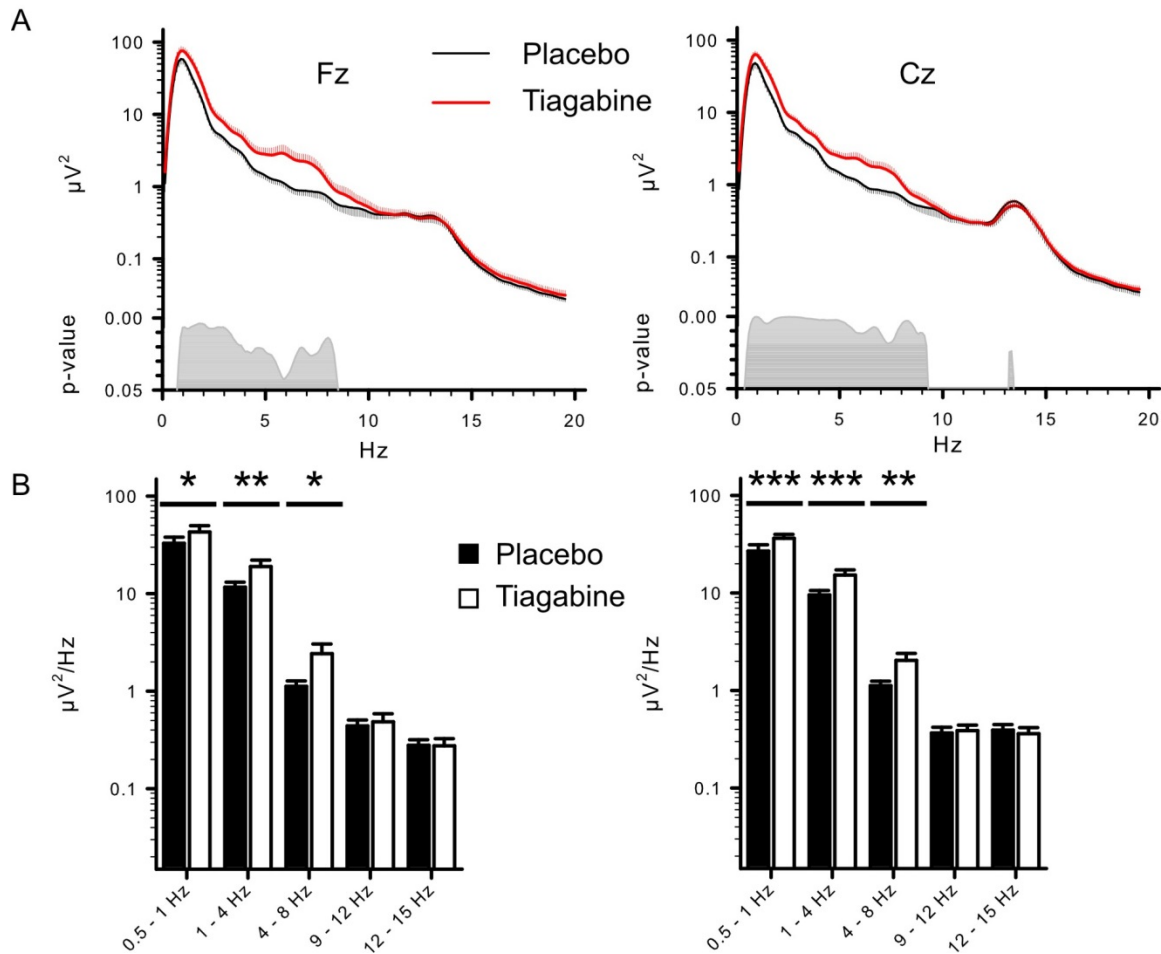 A
100
10
1
0.1
0.00
0.05
µV²
p-value
Fz
Placebo
Tiagabine
0 5 10 15 20
Hz
100
10
1
0.1
0.00
0.05
µV²
p-value
Cz
0 5 10 15 20
Hz
B
* ** *
100
10
1
0.1
µV²/Hz
Placebo
Tiagabine
0.5 - 1 Hz
1 - 4 Hz
4 - 8 Hz
9 - 12 Hz
12 - 15 Hz
*** *** **
100
10
1
0.1
µV²/Hz
0.5 - 1 Hz
1 - 4 Hz
4 - 8 Hz
9 - 12 Hz
12 - 15 Hz